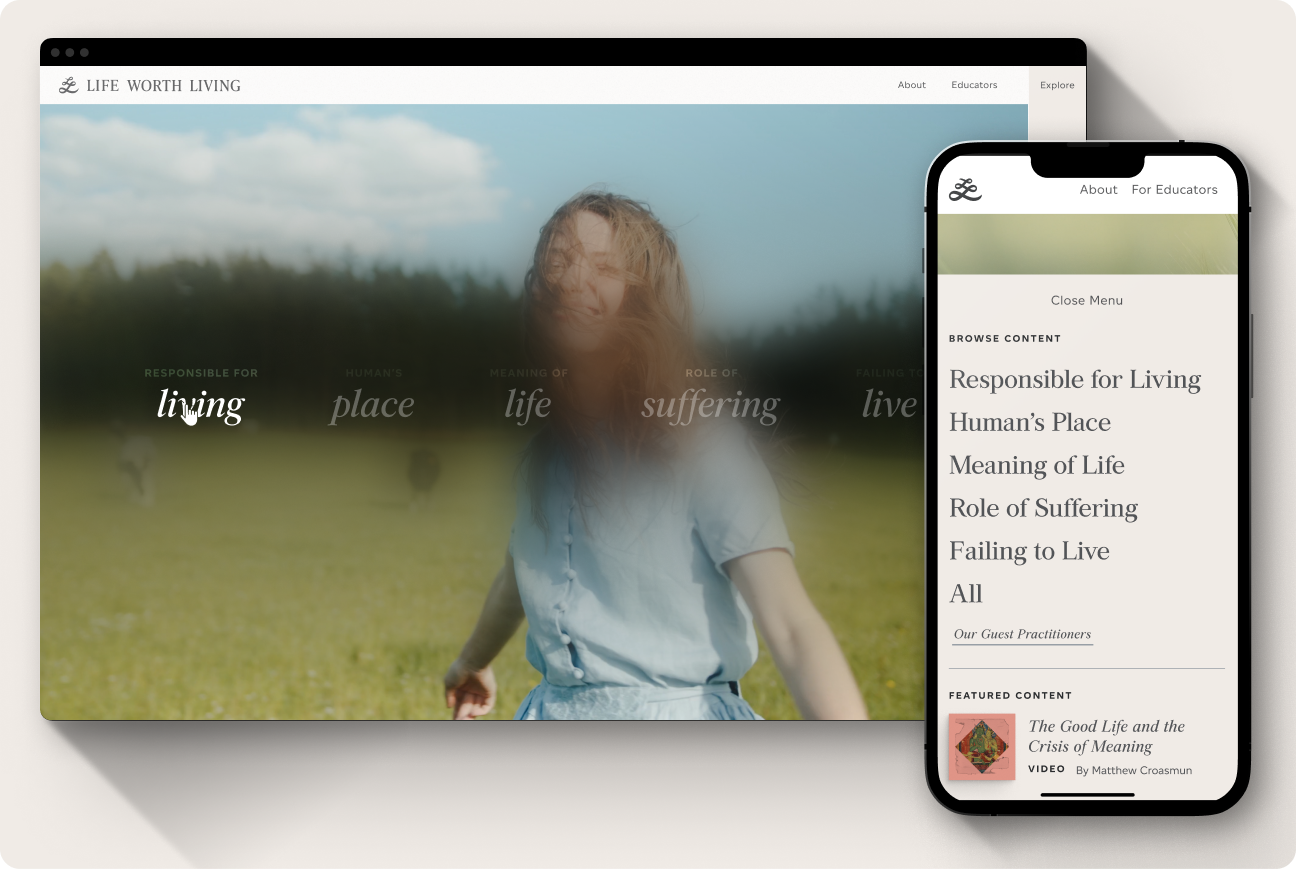 LIFE WORTH LIVING
About Educators Explore
RESPONSIBLE FOR
living
HUMAN'S
place
MEANING OF
life
ROLE OF
suffering
FAILING TO
live
About For Educators
Close Menu
BROWSE CONTENT
Responsible for Living
Human’s Place
Meaning of Life
Role of Suffering
Failing to Live
All
Our Guest Practitioners
FEATURED CONTENT
The Good Life and the
Crisis of Meaning
VIDEO By Matthew Croasmun